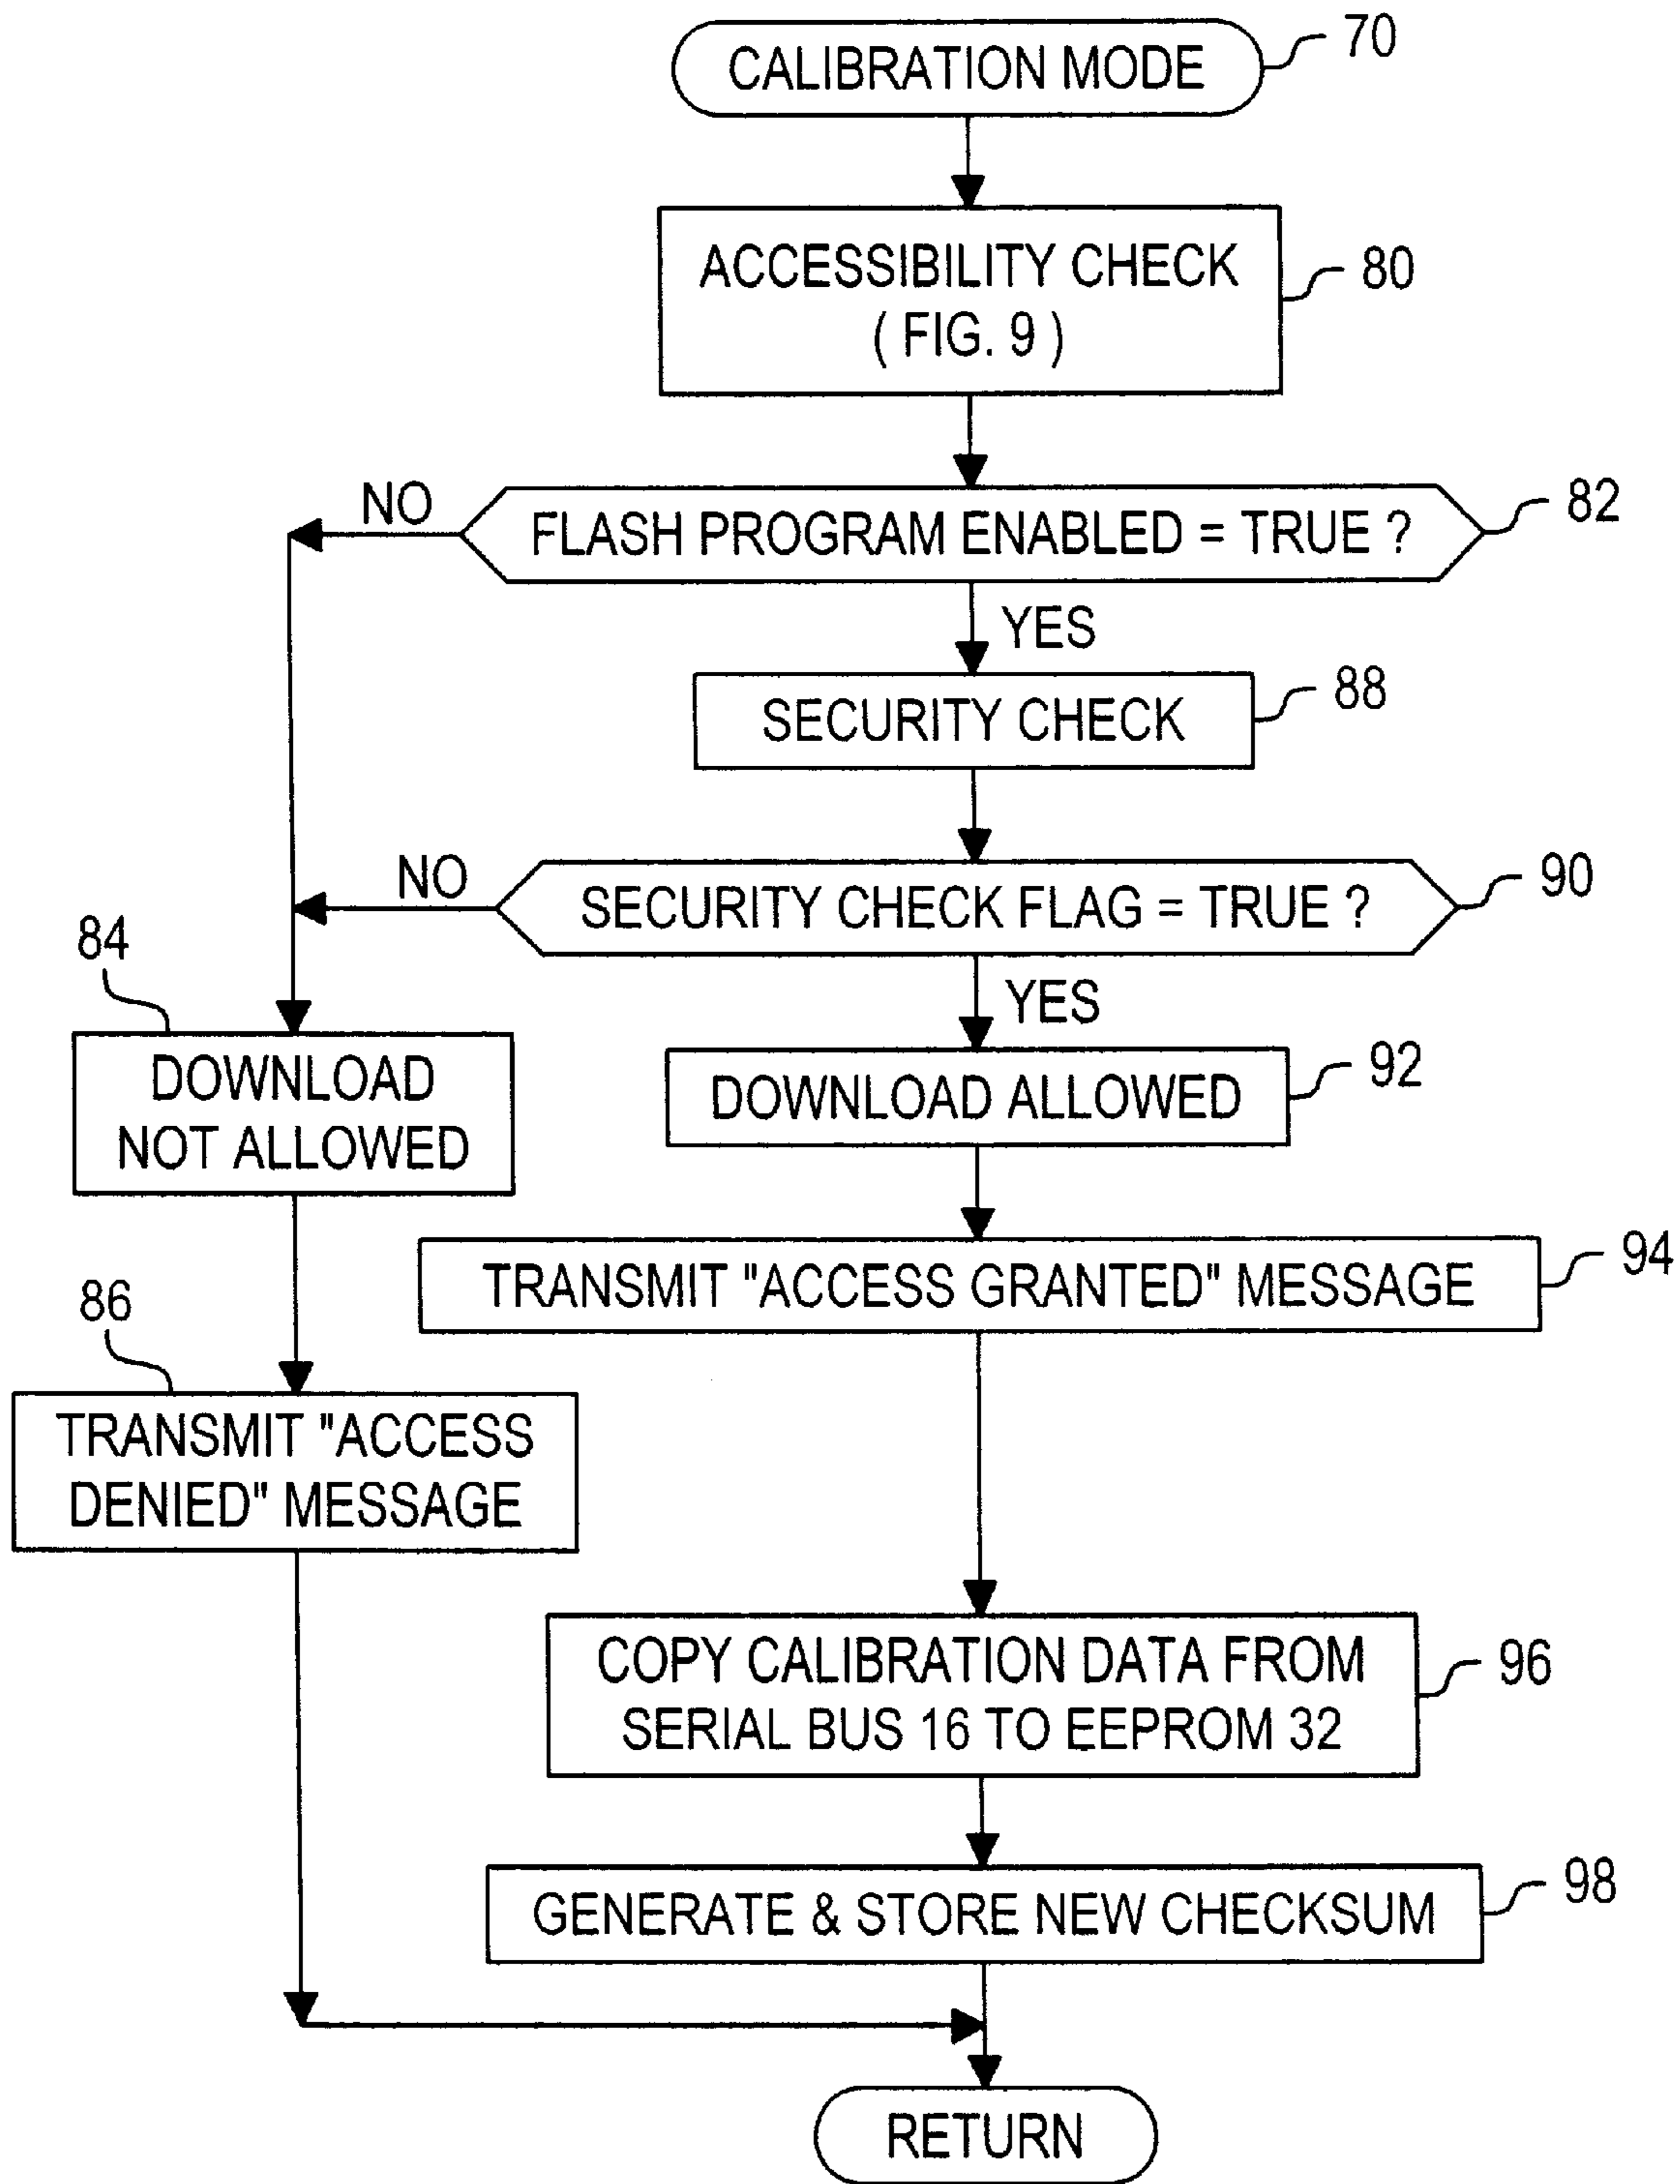 CALIBRATION MODE
70
ACCESSIBILITY CHECK
( FIG. 9 )
80
NO
FLASH PROGRAM ENABLED = TRUE ?
82
YES
SECURITY CHECK
88
NO
SECURITY CHECK FLAG = TRUE ?
90
84
YES
DOWNLOAD
NOT ALLOWED
DOWNLOAD ALLOWED
92
TRANSMIT "ACCESS GRANTED" MESSAGE
94
86
TRANSMIT "ACCESS
DENIED" MESSAGE
COPY CALIBRATION DATA FROM
SERIAL BUS 16 TO EEPROM 32
96
GENERATE & STORE NEW CHECKSUM
98
RETURN